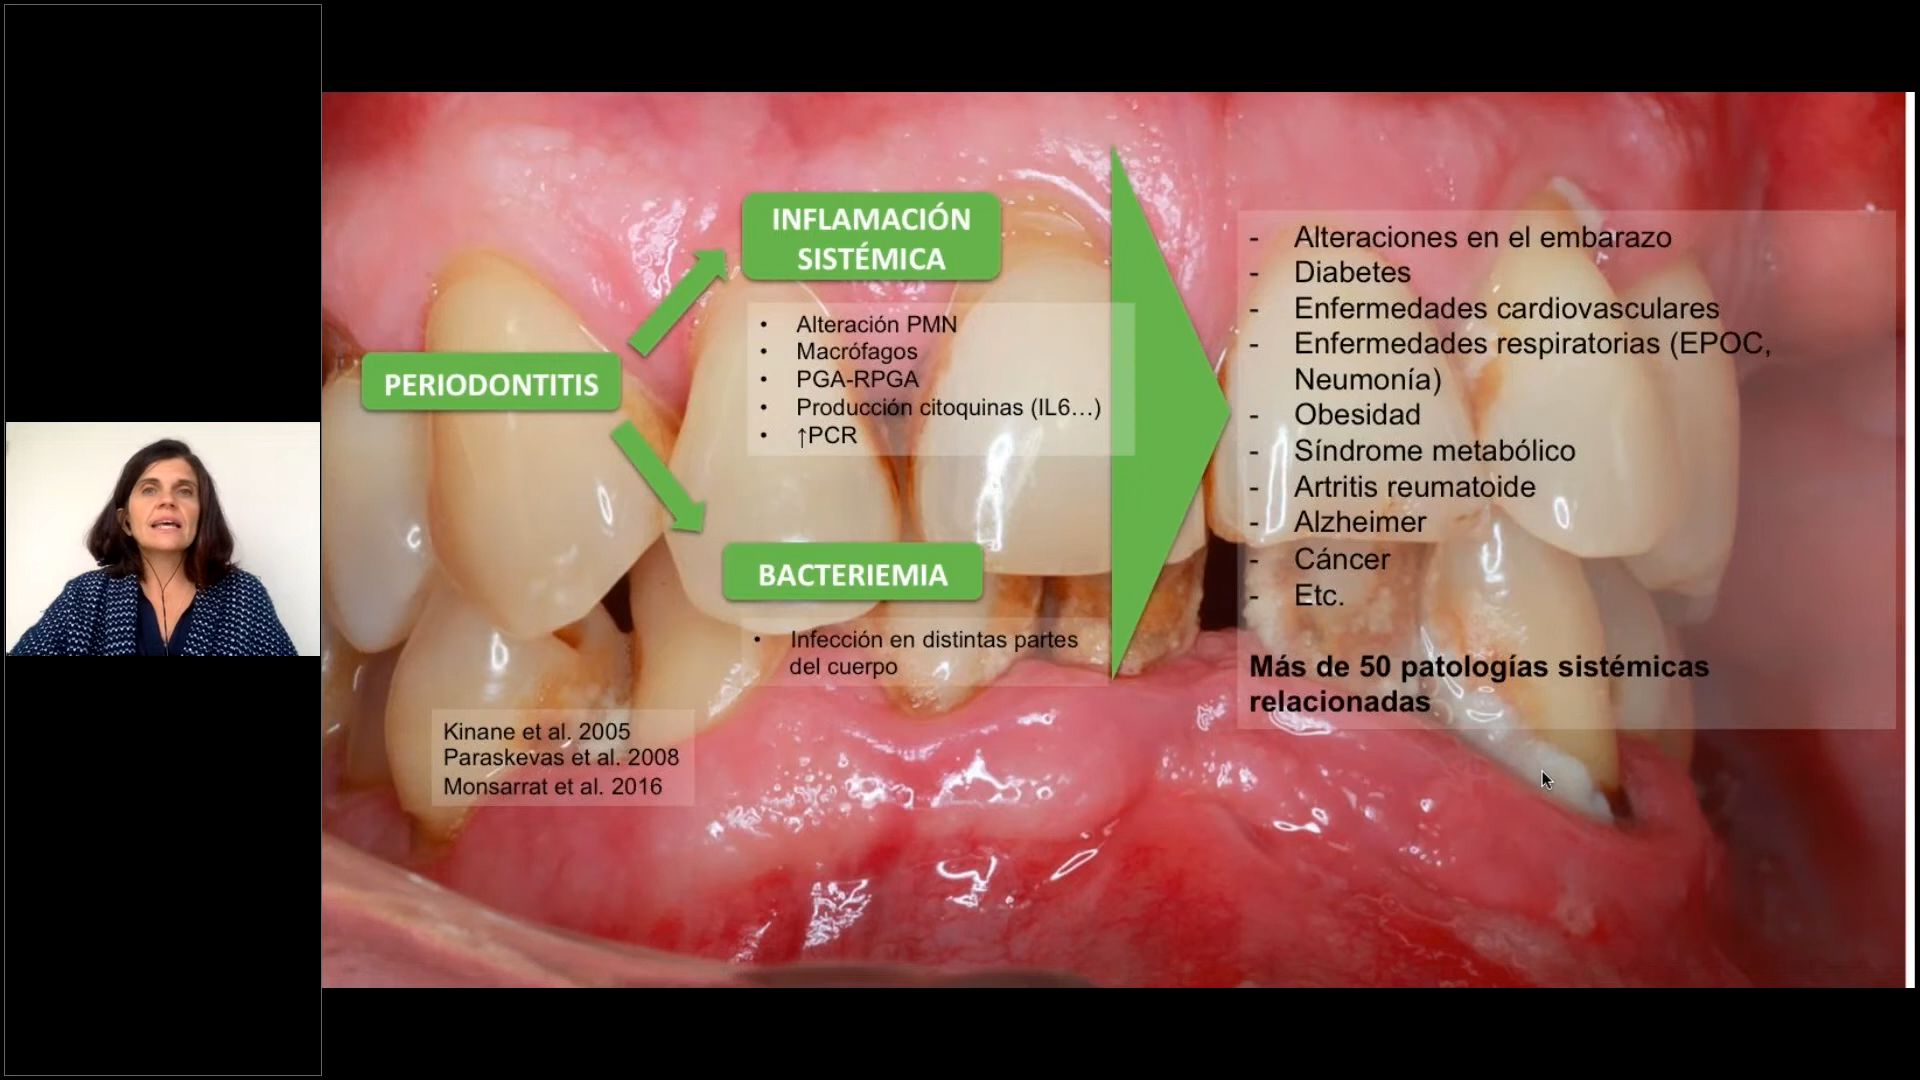 PERIODONTITIS
INFLAMACIÓN
SISTÉMICA
• Alteración PMN
• Macrófagos
• PGA-RPGA
• Producción citoquinas (IL6...)
• ↑PCR
BACTERIEMIA
• Infección en distintas partes
del cuerpo
Kinane et al. 2005
Paraskevas et al. 2008
Monsarrat et al. 2016
- Alteraciones en el embarazo
- Diabetes
- Enfermedades cardiovasculares
- Enfermedades respiratorias (EPOC,
Neumonía)
- Obesidad
- Síndrome metabólico
- Artritis reumatoide
- Alzheimer
- Cáncer
- Etc.
Más de 50 patologías sistémicas
relacionadas